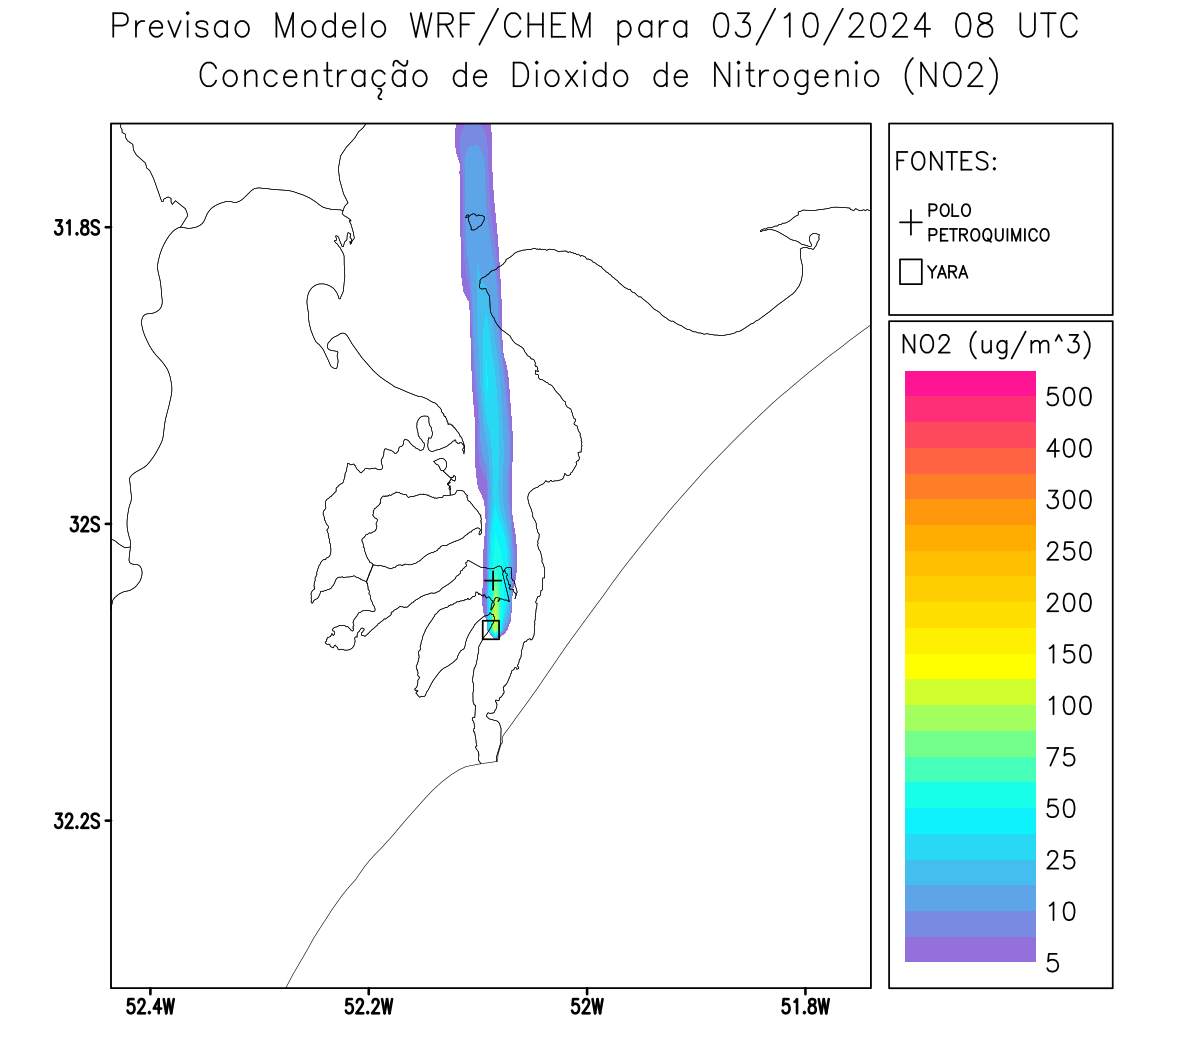 Previsao Modelo WRF/CHEM para 03/10/2024 08 UTC
Concentração de Dioxido de Nitrogenio (NO2)
FONTES:
POLO
PETROQUIMICO
YARA
NO2 (ug/m^3)
500
400
300
250
200
150
100
75
50
25
10
5
31.8S
32S
32.2S
52.4W
52.2W
52W
51.8W